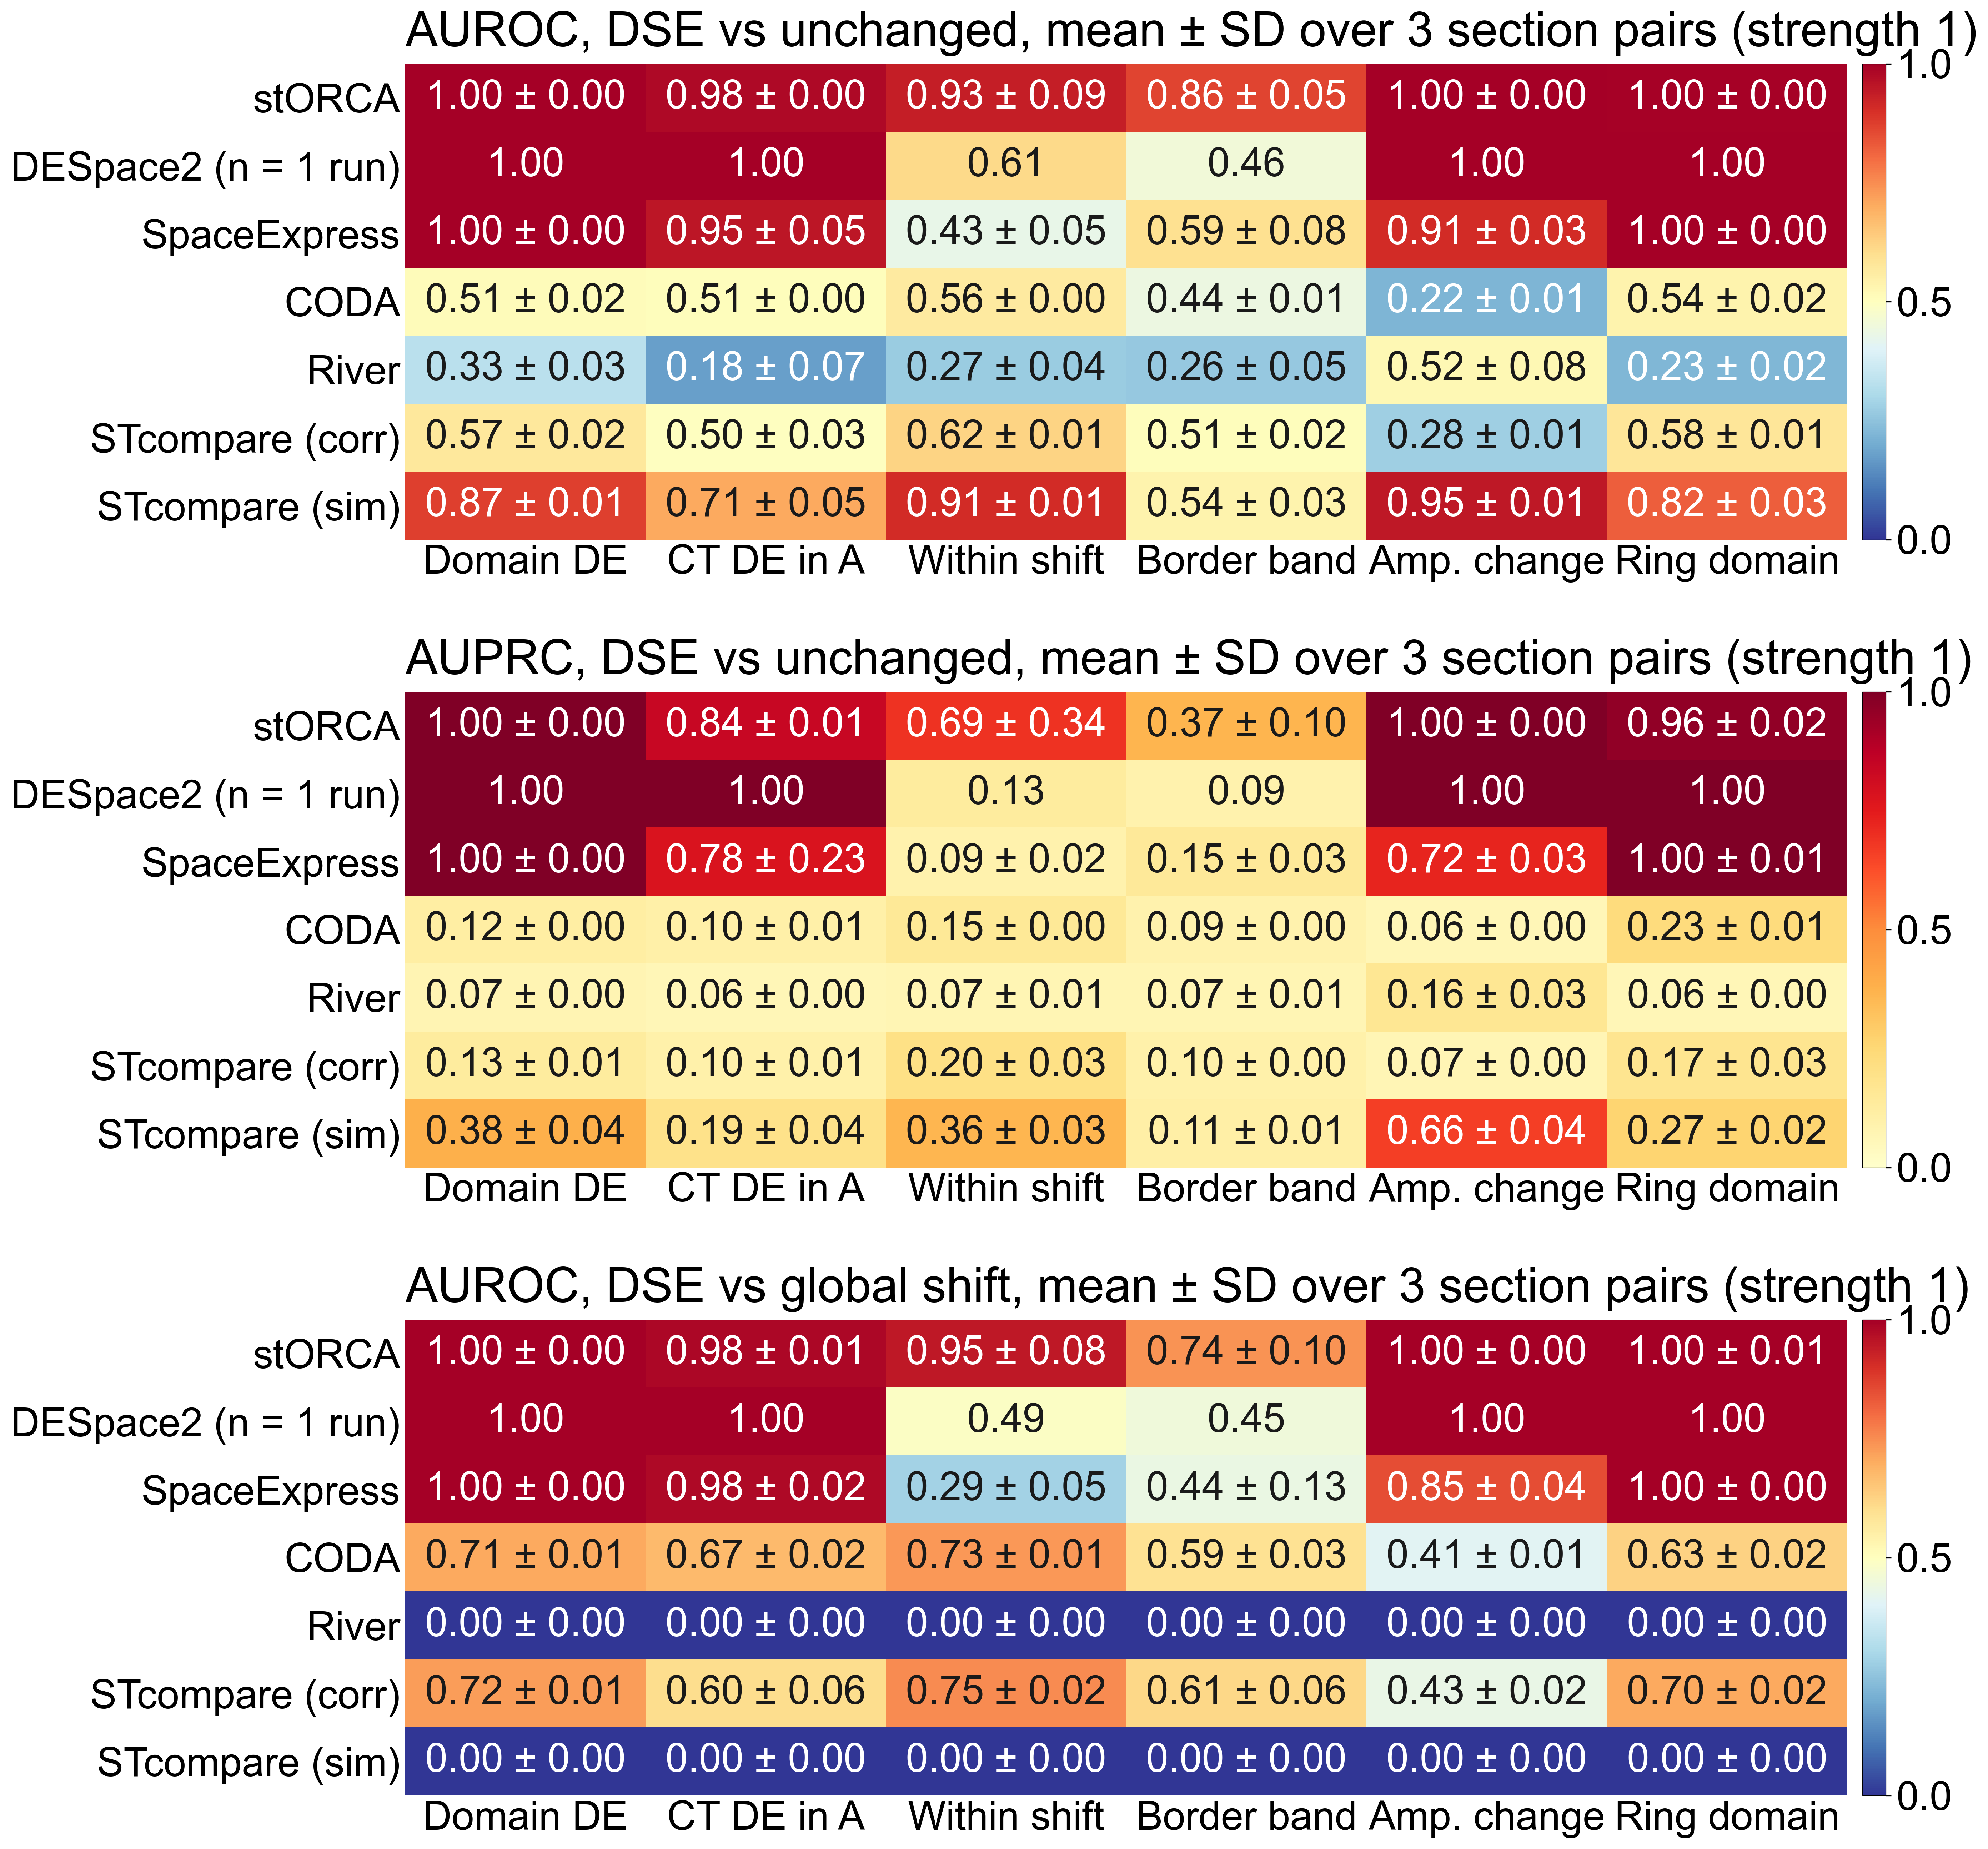 AUROC, DSE vs unchanged, mean ± SD over 3 section pairs (strength 1)
1.0
stORCA 1.00 ± 0.00 0.98 ± 0.00 0.93 ± 0.09 0.86 ± 0.05 1.00 ± 0.00 1.00 ± 0.00
DESpace2 (n = 1 run) 1.00 1.00 0.61 0.46 1.00 1.00
SpaceExpress 1.00 ± 0.00 0.95 ± 0.05 0.43 ± 0.05 0.59 ± 0.08 0.91 ± 0.03 1.00 ± 0.00
CODA 0.51 ± 0.02 0.51 ± 0.00 0.56 ± 0.00 0.44 ± 0.01 0.22 ± 0.01 0.54 ± 0.02 0.5
River 0.33 ± 0.03 0.18 ± 0.07 0.27 ± 0.04 0.26 ± 0.05 0.52 ± 0.08 0.23 ± 0.02
STcompare (corr) 0.57 ± 0.02 0.50 ± 0.03 0.62 ± 0.01 0.51 ± 0.02 0.28 ± 0.01 0.58 ± 0.01
STcompare (sim) 0.87 ± 0.01 0.71 ± 0.05 0.91 ± 0.01 0.54 ± 0.03 0.95 ± 0.01 0.82 ± 0.03
0.0
Domain DE CT DE in A Within shift Border band Amp. change Ring domain
AUPRC, DSE vs unchanged, mean ± SD over 3 section pairs (strength 1)
1.0
stORCA 1.00 ± 0.00 0.84 ± 0.01 0.69 ± 0.34 0.37 ± 0.10 1.00 ± 0.00 0.96 ± 0.02
DESpace2 (n = 1 run) 1.00 1.00 0.13 0.09 1.00 1.00
SpaceExpress 1.00 ± 0.00 0.78 ± 0.23 0.09 ± 0.02 0.15 ± 0.03 0.72 ± 0.03 1.00 ± 0.01
CODA 0.12 ± 0.00 0.10 ± 0.01 0.15 ± 0.00 0.09 ± 0.00 0.06 ± 0.00 0.23 ± 0.01 0.5
River 0.07 ± 0.00 0.06 ± 0.00 0.07 ± 0.01 0.07 ± 0.01 0.16 ± 0.03 0.06 ± 0.00
STcompare (corr) 0.13 ± 0.01 0.10 ± 0.01 0.20 ± 0.03 0.10 ± 0.00 0.07 ± 0.00 0.17 ± 0.03
STcompare (sim) 0.38 ± 0.04 0.19 ± 0.04 0.36 ± 0.03 0.11 ± 0.01 0.66 ± 0.04 0.27 ± 0.02
0.0
Domain DE CT DE in A Within shift Border band Amp. change Ring domain
AUROC, DSE vs global shift, mean ± SD over 3 section pairs (strength 1)
1.0
stORCA 1.00 ± 0.00 0.98 ± 0.01 0.95 ± 0.08 0.74 ± 0.10 1.00 ± 0.00 1.00 ± 0.01
DESpace2 (n = 1 run) 1.00 1.00 0.49 0.45 1.00 1.00
SpaceExpress 1.00 ± 0.00 0.98 ± 0.02 0.29 ± 0.05 0.44 ± 0.13 0.85 ± 0.04 1.00 ± 0.00
CODA 0.71 ± 0.01 0.67 ± 0.02 0.73 ± 0.01 0.59 ± 0.03 0.41 ± 0.01 0.63 ± 0.02 0.5
River 0.00 ± 0.00 0.00 ± 0.00 0.00 ± 0.00 0.00 ± 0.00 0.00 ± 0.00 0.00 ± 0.00
STcompare (corr) 0.72 ± 0.01 0.60 ± 0.06 0.75 ± 0.02 0.61 ± 0.06 0.43 ± 0.02 0.70 ± 0.02
STcompare (sim) 0.00 ± 0.00 0.00 ± 0.00 0.00 ± 0.00 0.00 ± 0.00 0.00 ± 0.00 0.00 ± 0.00
0.0
Domain DE CT DE in A Within shift Border band Amp. change Ring domain